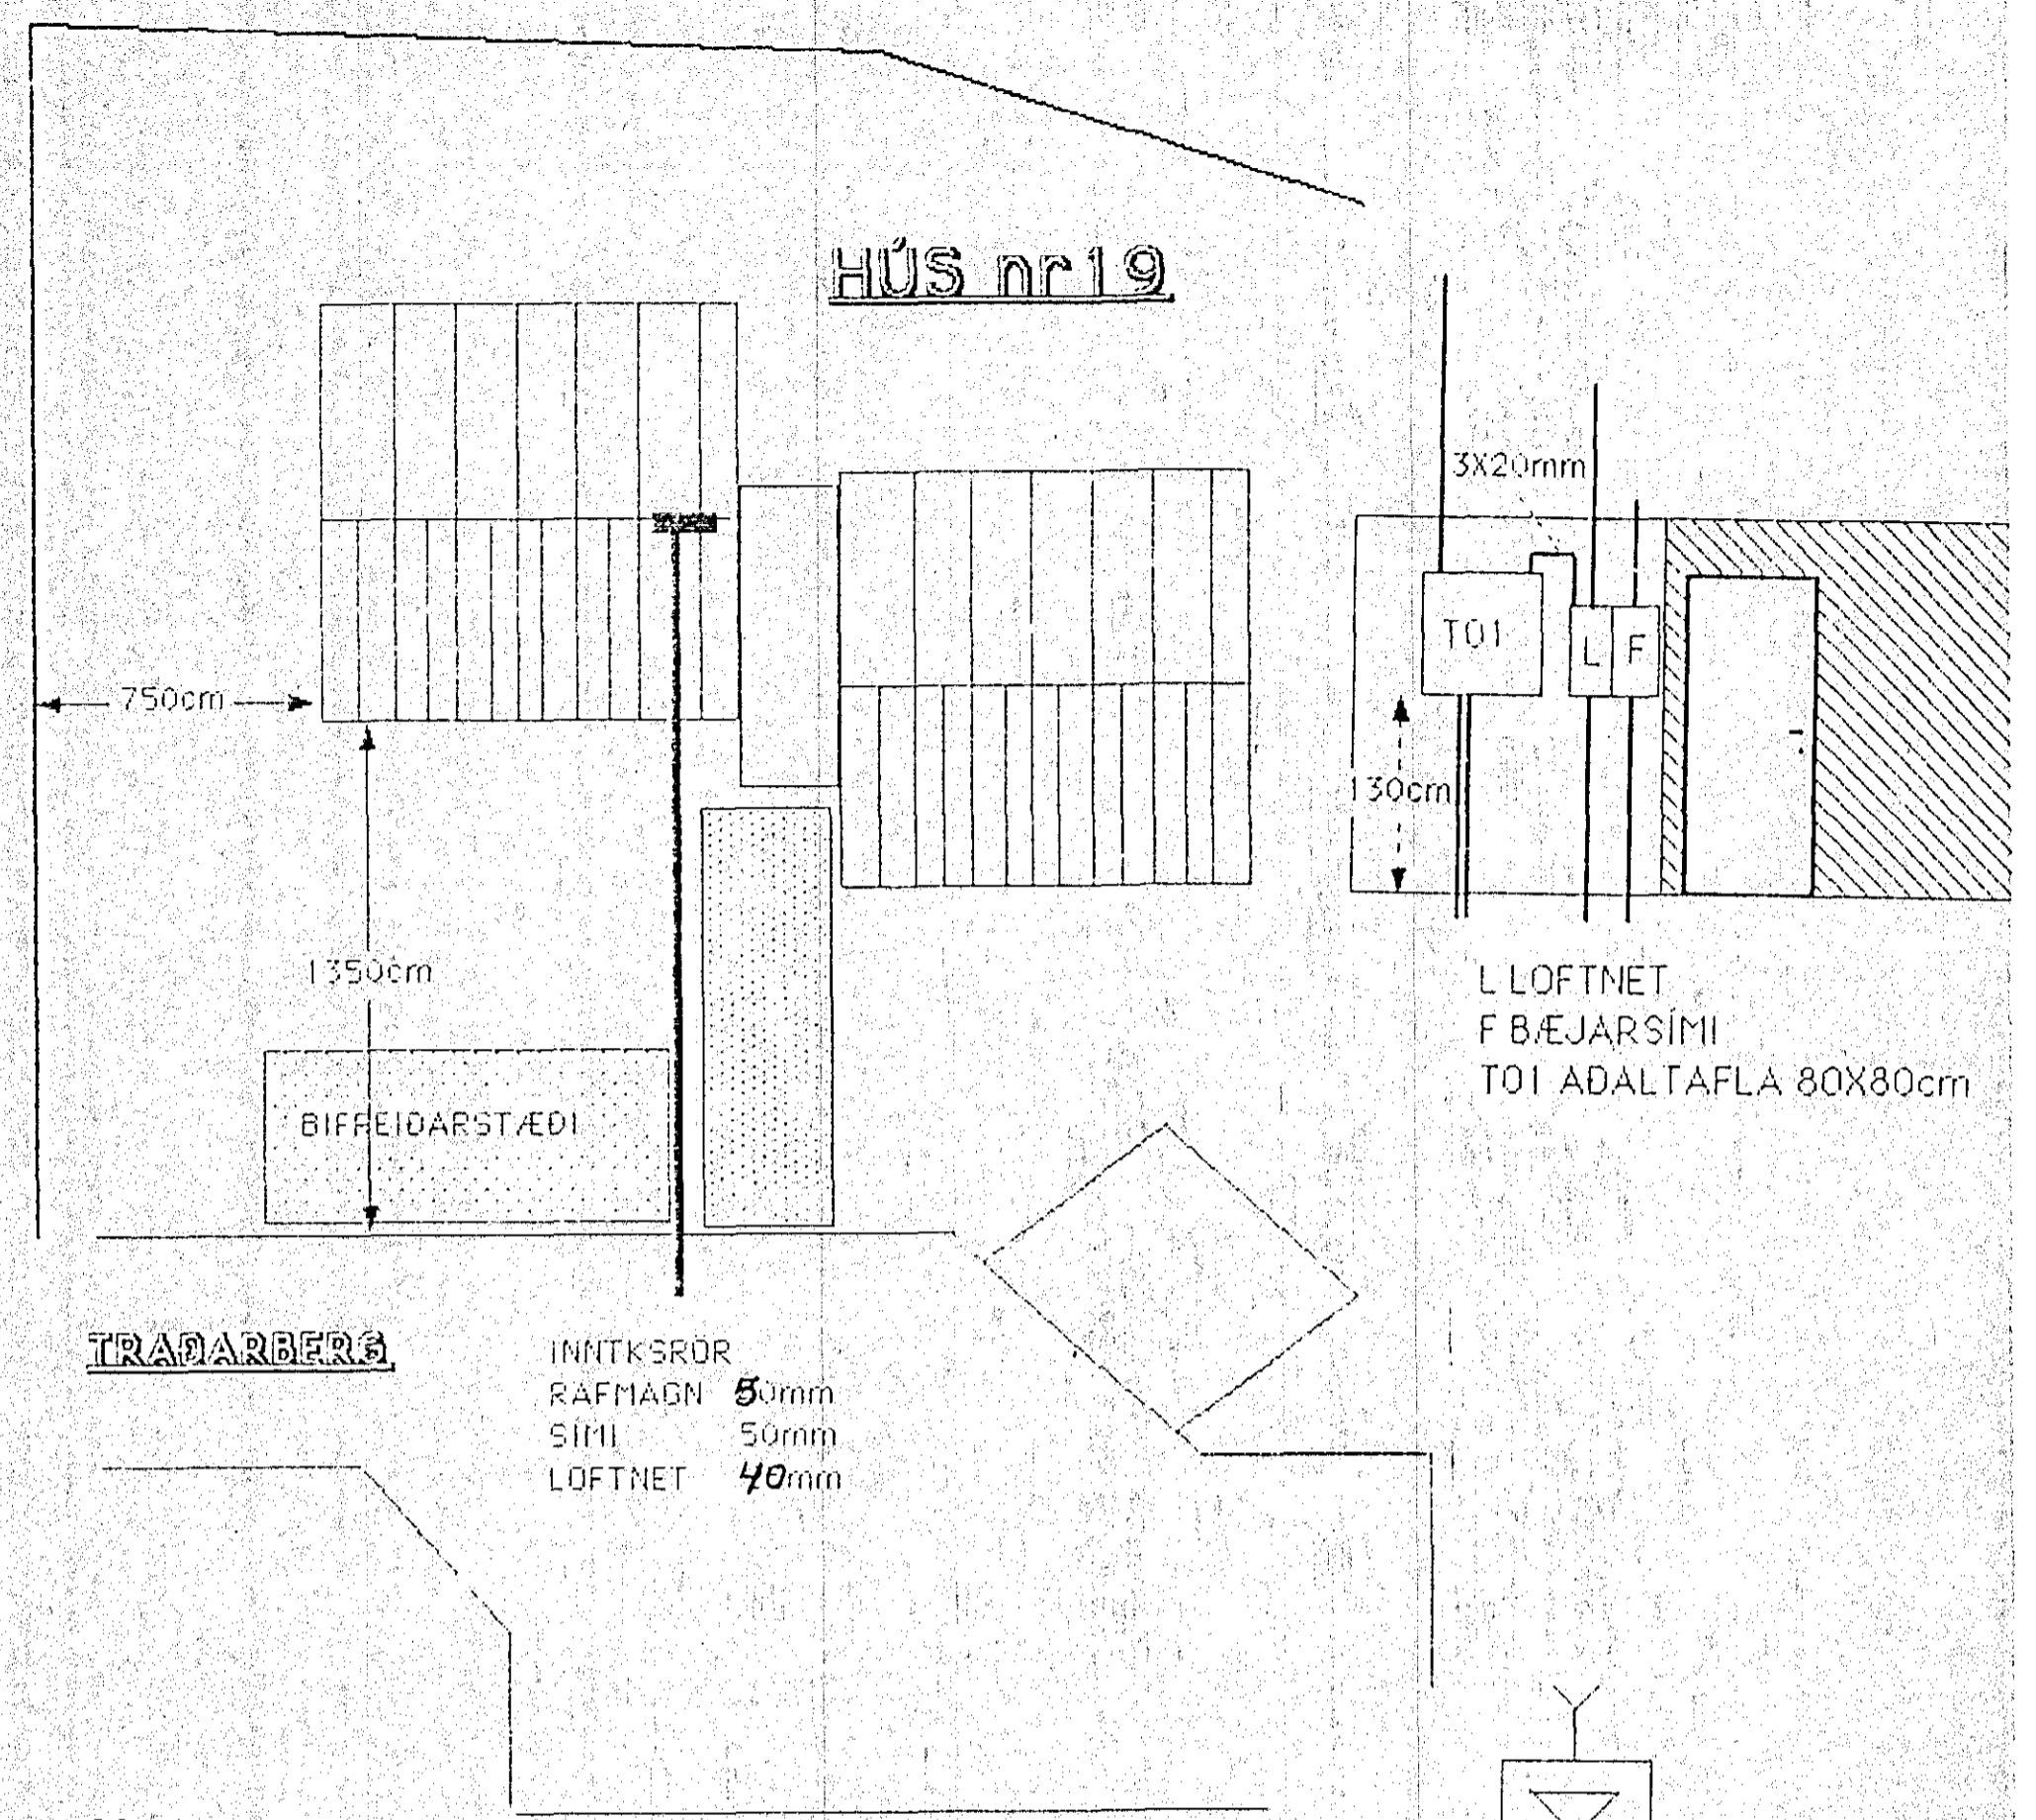 HÚS nr 19
3X20mm
T01
L
F
750cm
130cm
1350cm
L LOFTNET
F BÆJARSÍMI
T01 AÐALTAFLA 80X80cm
BIFREIÐARSTÆÐI
TRAÐARBERG
INNTKSRÖR
RAFMAGN 50mm
SÍMI 50mm
LOFTNET 40mm